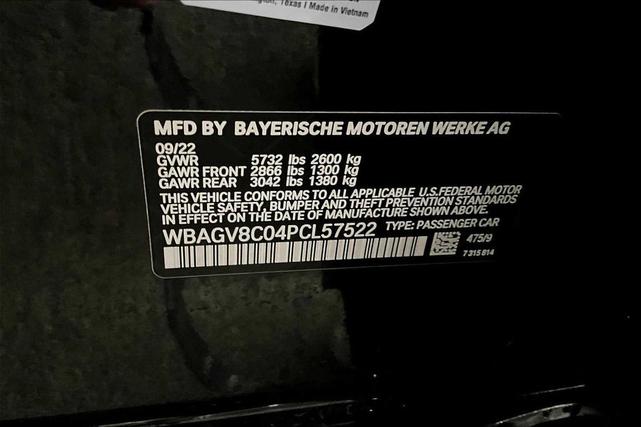 Texas | Made in Vietnam
MFD BY BAYERISCHE MOTOREN WERKE AG
09/22
GVWR 5732 lbs 2600 kg
GAWR FRONT 2866 lbs 1300 kg
GAWR REAR 3042 lbs 1380 kg
THIS VEHICLE CONFORMS TO ALL APPLICABLE U.S.FEDERAL MOTOR
VEHICLE SAFETY, BUMPER AND THEFT PREVENTION STANDARDS
IN EFFECT ON THE DATE OF MANUFACTURE SHOWN ABOVE.
WBAGV8C04PCL57522 TYPE: PASSENGER CAR
475/9
7315814